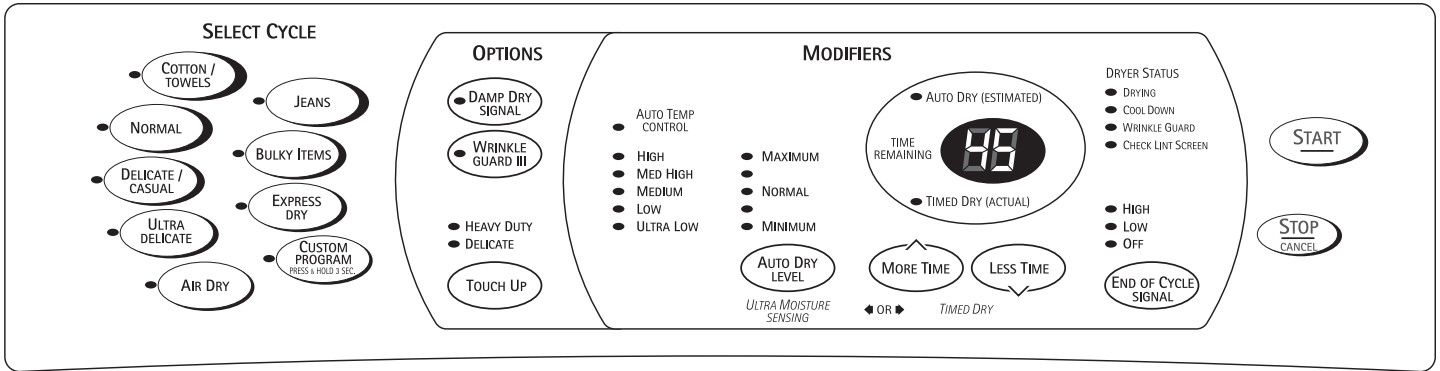 SELECT CYCLE
COTTON /
TOWELS
JEANS
NORMAL
BULKY ITEMS
DELICATE /
CASUAL
EXPRESS
DRY
ULTRA
DELICATE
CUSTOM
PROGRAM
PRESS & HOLD 3 SEC.
AIR DRY
OPTIONS
DAMP DRY
SIGNAL
WRINKLE
GUARD III
HEAVY DUTY
DELICATE
TOUCH UP
MODIFIERS
AUTO TEMP
CONTROL
HIGH
MED HIGH
MEDIUM
LOW
ULTRA LOW
MAXIMUM
NORMAL
MINIMUM
AUTO DRY
LEVEL
ULTRA MOISTURE
SENSING
OR
TIMED DRY
AUTO DRY (ESTIMATED)
TIME
REMAINING
45
TIMED DRY (ACTUAL)
MORE TIME
LESS TIME
DRYER STATUS
DRYING
COOL DOWN
WRINKLE GUARD
CHECK LINT SCREEN
HIGH
LOW
OFF
END OF CYCLE
SIGNAL
START
STOP
CANCEL